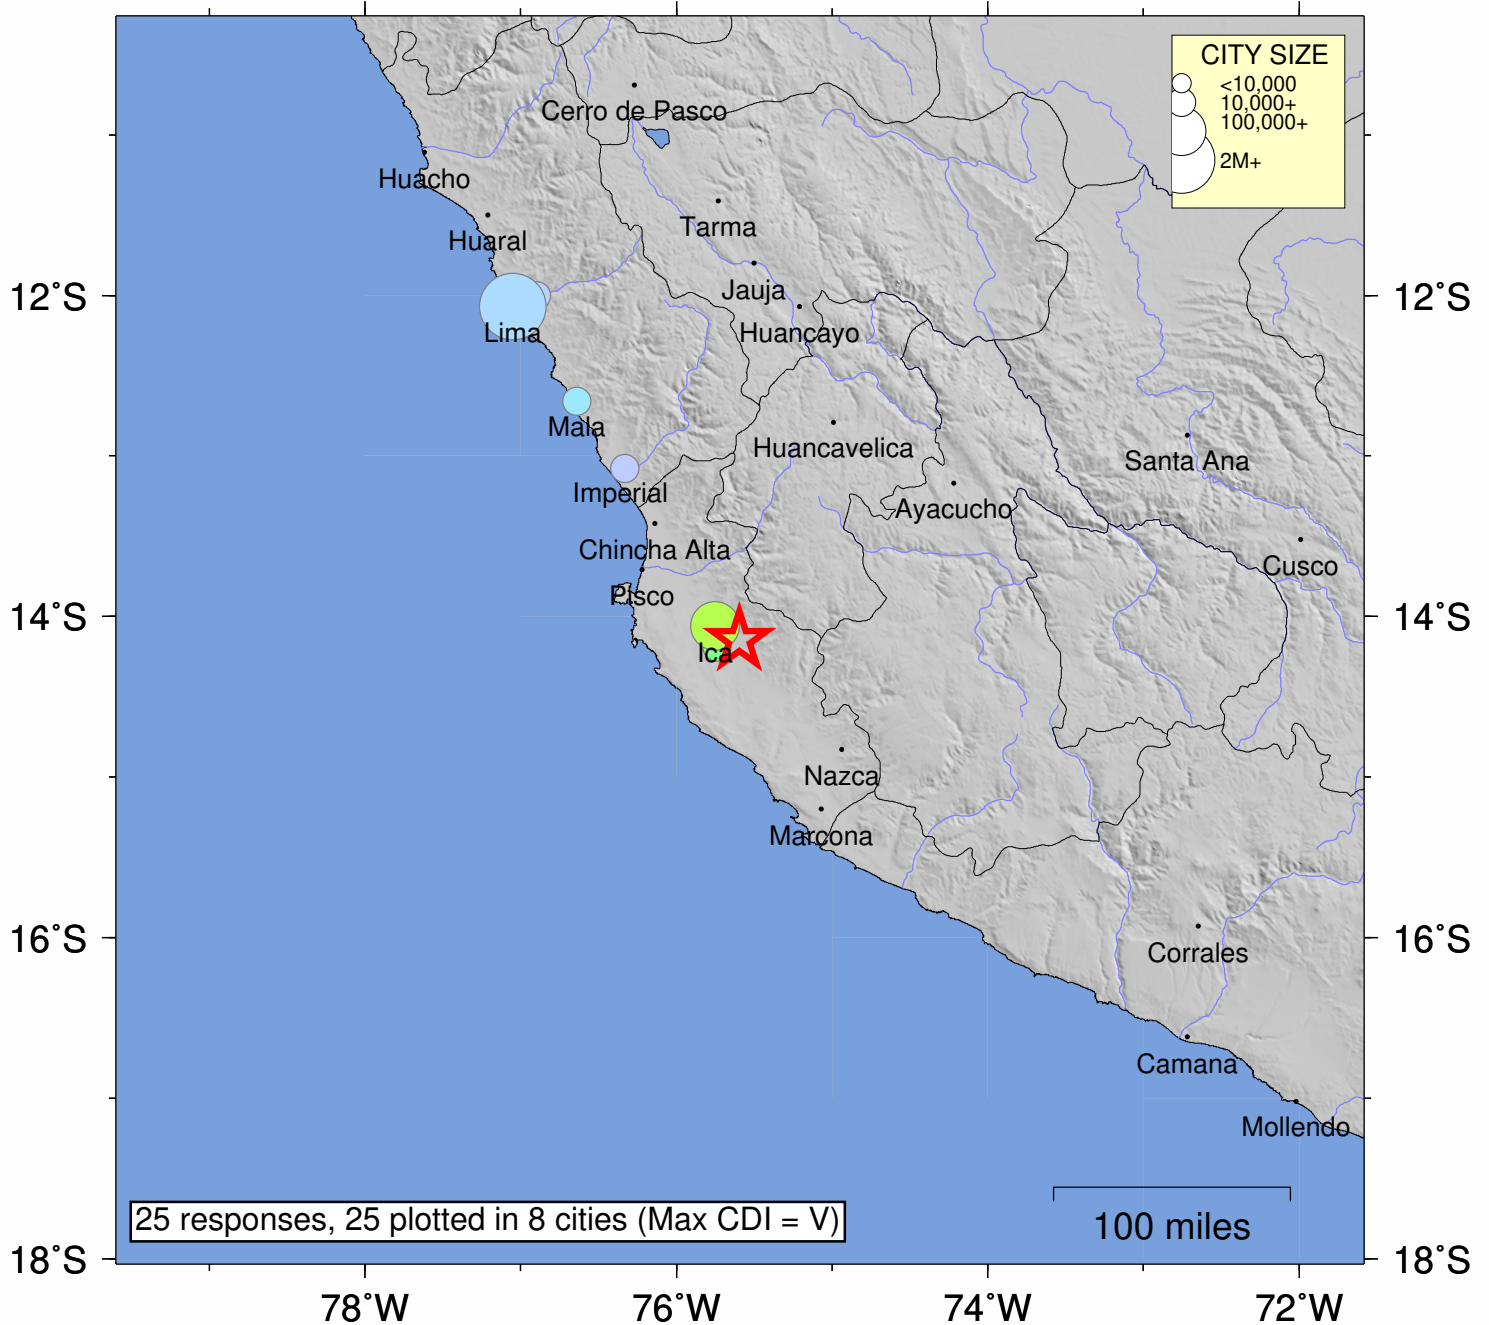 CITY SIZE
<10,000
10,000+
100,000+
2M+
Cerro de Pasco
Huacho
Tarma
Huaral
Jauja
12°S
12°S
Lima
Huancayo
Mala
Huancavelica
Santa Ana
Imperial
Ayacucho
Chincha Alta
Cusco
Pisco
14°S
14°S
Ica
Nazca
Marcona
16°S
16°S
Corrales
Camana
Mollendo
25 responses, 25 plotted in 8 cities (Max CDI = V)
100 miles
18°S
18°S
78°W
76°W
74°W
72°W